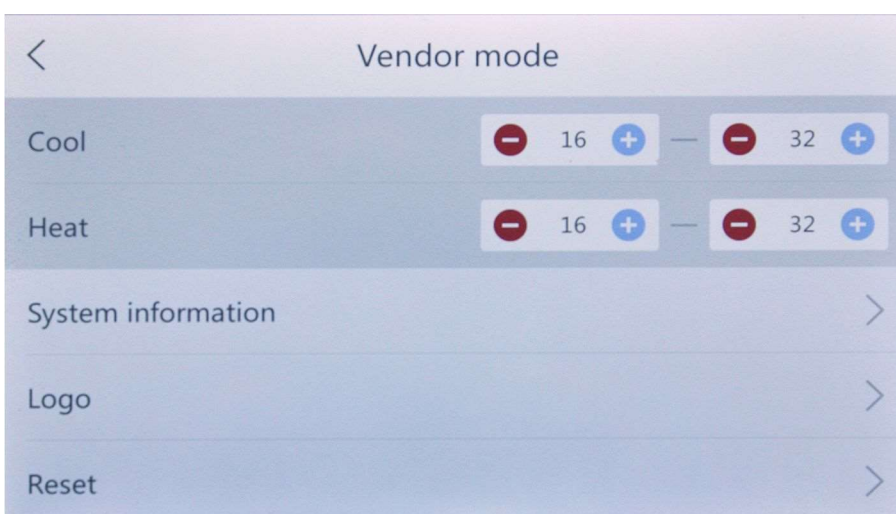 Vendor mode
Cool 16 — 32
Heat 16 — 32
System information
Logo
Reset